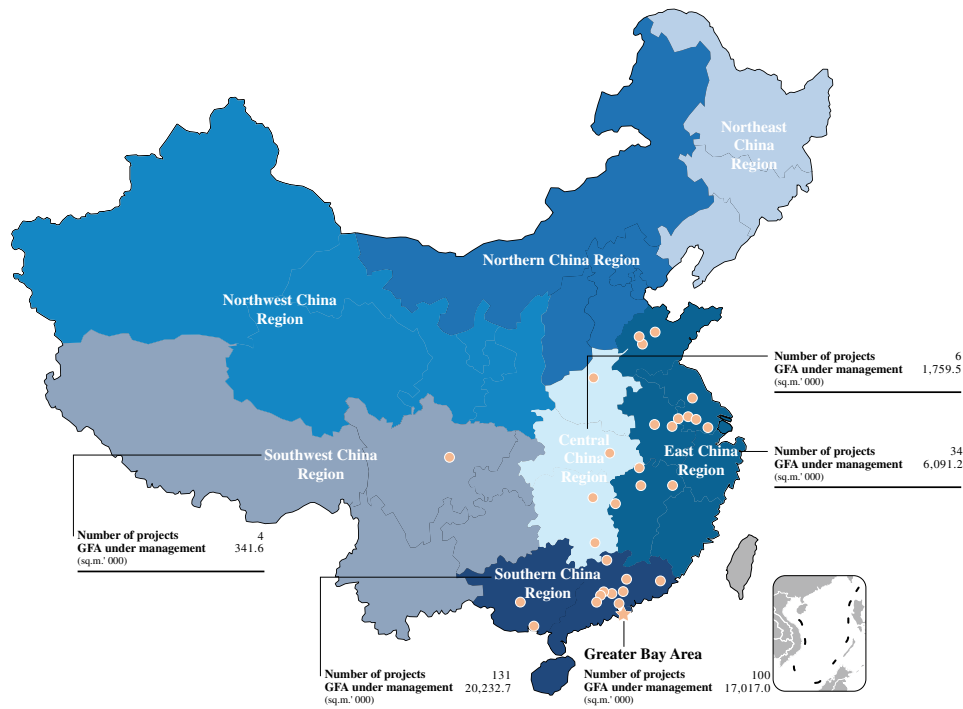 Northeast
China
Region
Northern China Region
Northwest China
Region
Number of projects 6
GFA under management 1,759.5
(sq.m.' 000)
Central
China
Region
East China
Region
Southwest China
Region
Number of projects 34
GFA under management 6,091.2
(sq.m.' 000)
Number of projects 4
GFA under management 341.6
(sq.m.' 000)
Southern China
Region
Greater Bay Area
Number of projects 131
GFA under management 20,232.7
(sq.m.' 000)
Number of projects 100
GFA under management 17,017.0
(sq.m.' 000)